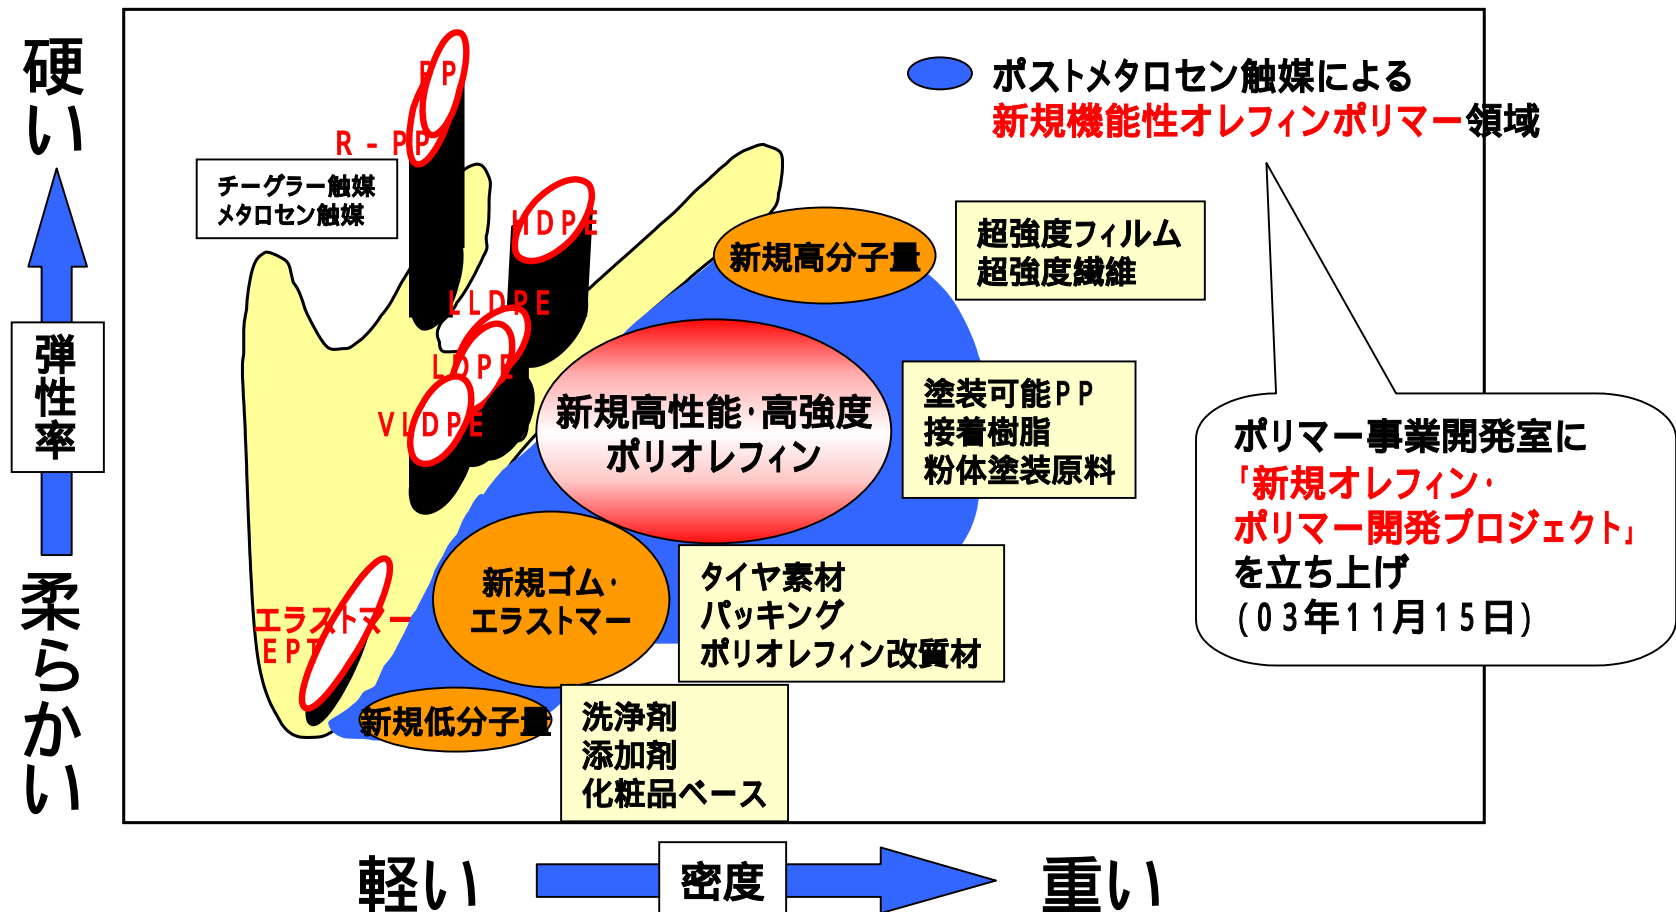 硬い
弾性率
柔らかい
PP
R-PP
チーグラー触媒
メタロセン触媒
HDPE
LLDPE
LDPE
VLDPE
エラストマー
EPT
ポストメタロセン触媒による
新規機能性オレフィンポリマー領域
新規高分子量
超強度フィルム
超強度繊維
新規高性能・高強度
ポリオレフィン
塗装可能PP
接着樹脂
粉体塗装原料
新規ゴム・
エラストマー
タイヤ素材
パッキング
ポリオレフィン改質材
新規低分子量
洗浄剤
添加剤
化粧品ベース
ポリマー事業開発室に
「新規オレフィン・
ポリマー開発プロジェクト」
を立ち上げ
(03年11月15日)
軽い
密度
重い